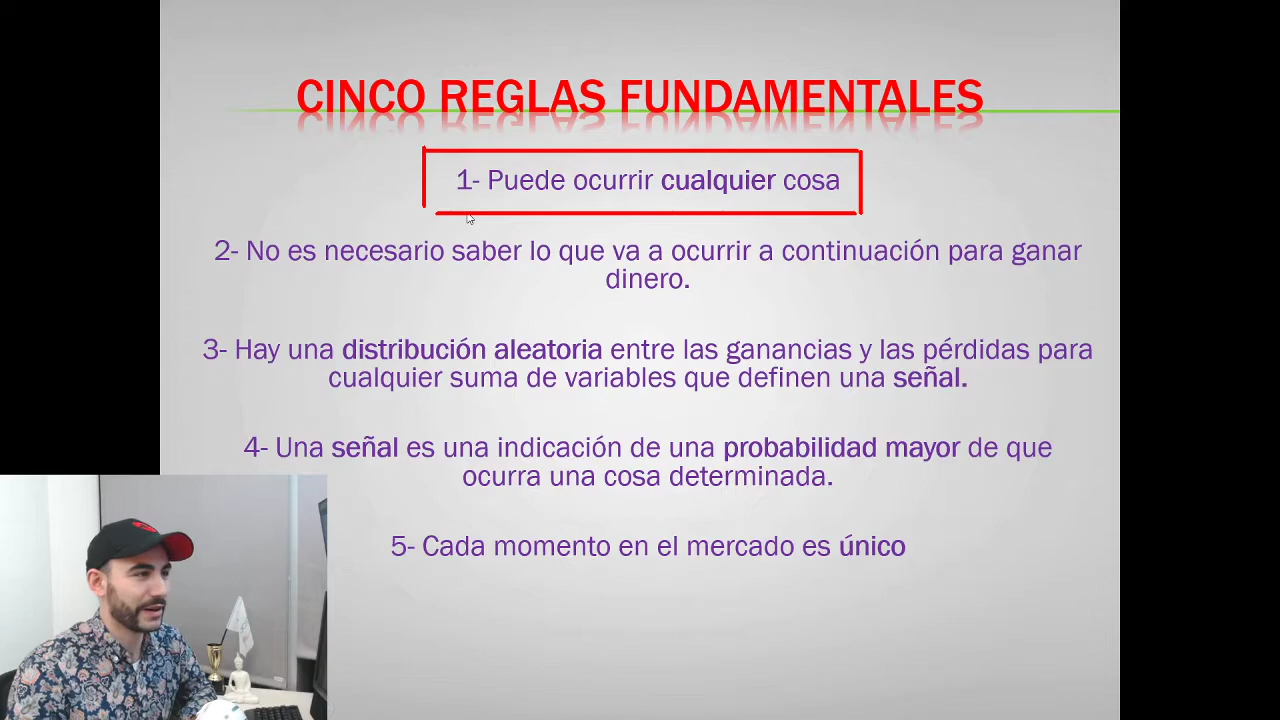 CINCO REGLAS FUNDAMENTALES
1- Puede ocurrir cualquier cosa
2- No es necesario saber lo que va a ocurrir a continuación para ganar
dinero.
3- Hay una distribución aleatoria entre las ganancias y las pérdidas para
cualquier suma de variables que definen una señal.
4- Una señal es una indicación de una probabilidad mayor de que
ocurra una cosa determinada.
5- Cada momento en el mercado es único